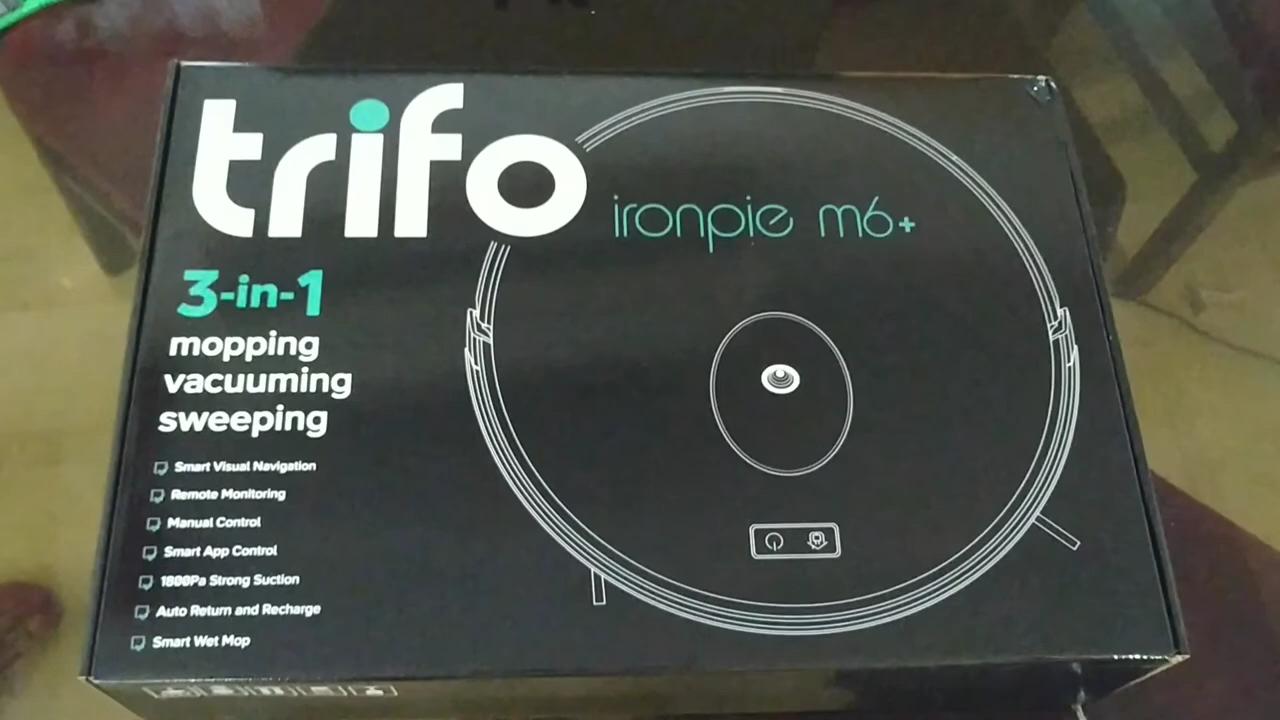 trifo
ironpie m6+
3-in-1
mopping
vacuuming
sweeping
Smart Visual Navigation
Remote Monitoring
Manual Control
Smart App Control
1800Pa Strong Suction
Auto Return and Recharge
Smart Wet Mop